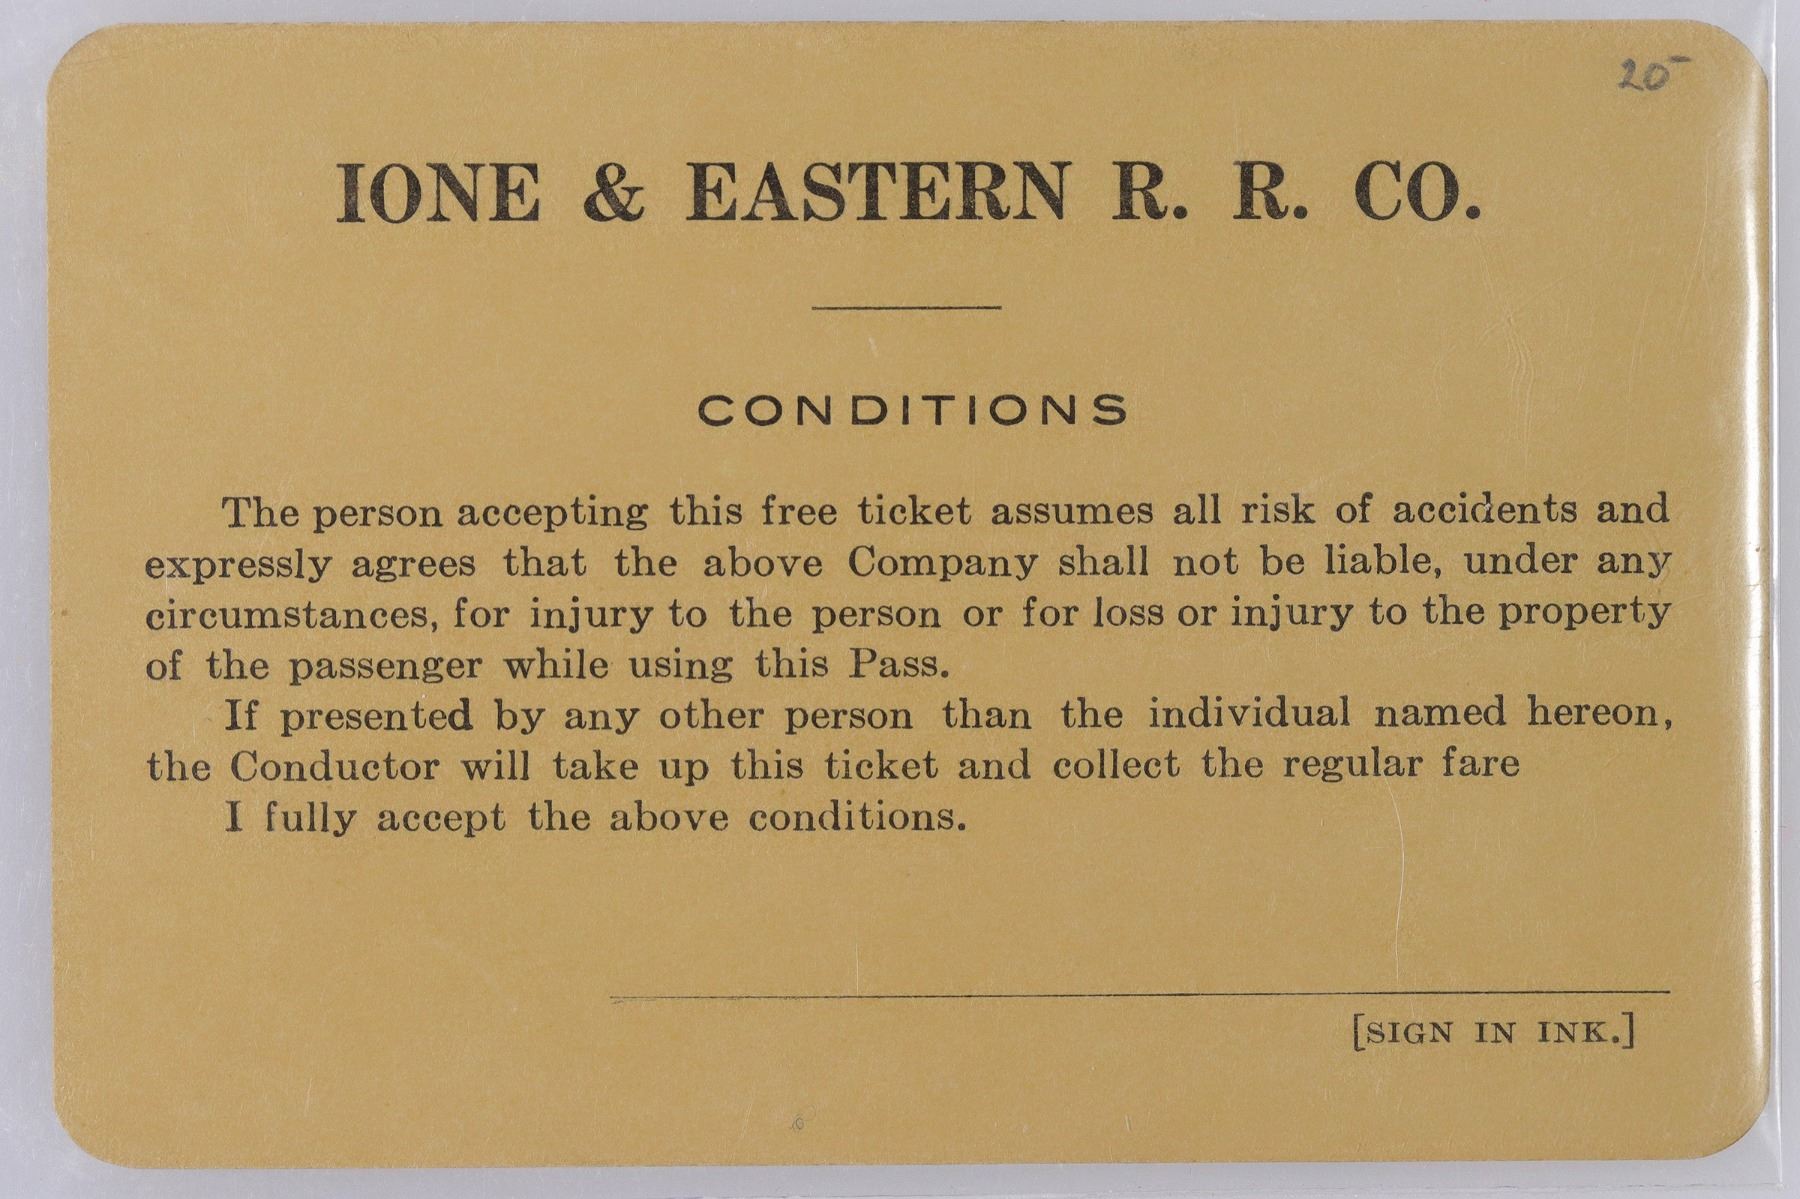 20-
IONE & EASTERN R. R. CO.
CONDITIONS
The person accepting this free ticket assumes all risk of accidents and
expressly agrees that the above Company shall not be liable, under any
circumstances, for injury to the person or for loss or injury to the property
of the passenger while using this Pass.
If presented by any other person than the individual named hereon,
the Conductor will take up this ticket and collect the regular fare
I fully accept the above conditions.
[SIGN IN INK.]